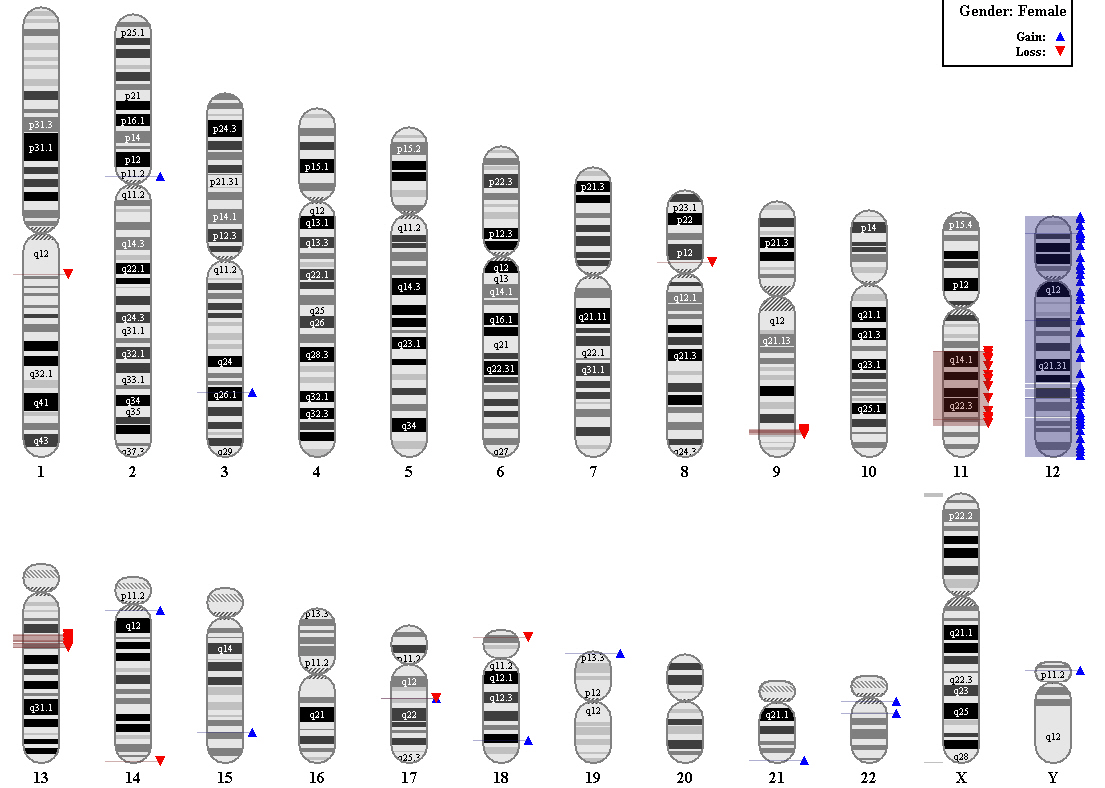 Gender: Female
Gain:
Loss:
p31.3
p31.1
q12
q32.1
q41
q43
1
p25.1
p21
p16.1
p14
p12
p11.2
q11.2
q14.3
q22.1
q24.3
q31.1
q32.1
q33.1
q34
q35
q37.3
2
p24.3
p21.31
p14.1
p12.3
q11.2
q24
q26.1
q29
3
p15.1
q12
q13.1
q13.3
q22.1
q25
q26
q28.3
q32.1
q32.3
4
p15.2
q11.2
q14.3
q23.1
q34
5
p22.3
p12.3
q12
q13
q14.1
q16.1
q21
q22.31
q27
6
p21.3
q21.11
q22.1
q31.1
7
p23.1
p22
p12
q12.1
q21.3
q24.3
8
p21.3
q12
q21.13
9
p14
q21.1
q21.3
q23.1
q25.1
10
p15.4
p12
q14.1
q22.3
11
q12
q21.31
12
q31.1
13
p11.2
q12
14
q14
15
p13.3
p11.2
q21
16
p11.2
q12
q22
q25.3
17
q11.2
q12.1
q12.3
18
p13.3
p12
q12
19
20
q21.1
21
22
p22.2
q21.1
q22.3
q23
q25
q28
X
p11.2
q12
Y